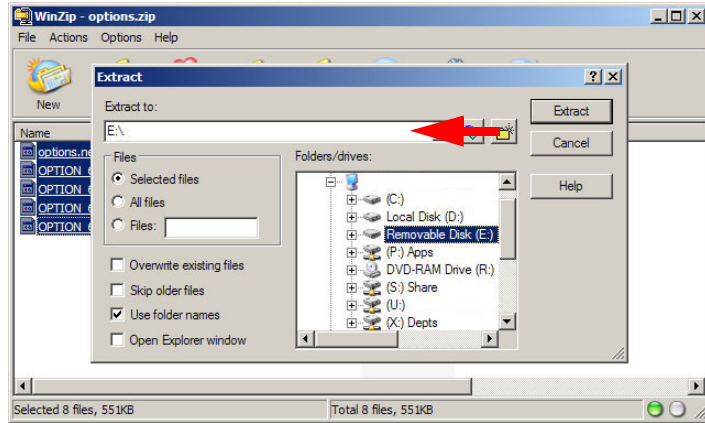 WinZip - options.zip
File Actions Options Help
New
Extract
Extract to:
E:\
Extract
Cancel
Help
Name
options.ne
OPTION
OPTION
OPTION
OPTION
Files
Selected files
All files
Files:
Overwrite existing files
Skip older files
Use folder names
Open Explorer window
Folders/drives:
(C:)
Local Disk (D:)
Removable Disk (E:)
(P:) Apps
DVD-RAM Drive (R:)
(S:) Share
(U:)
(X:) Depts
Selected 8 files, 551KB
Total 8 files, 551KB